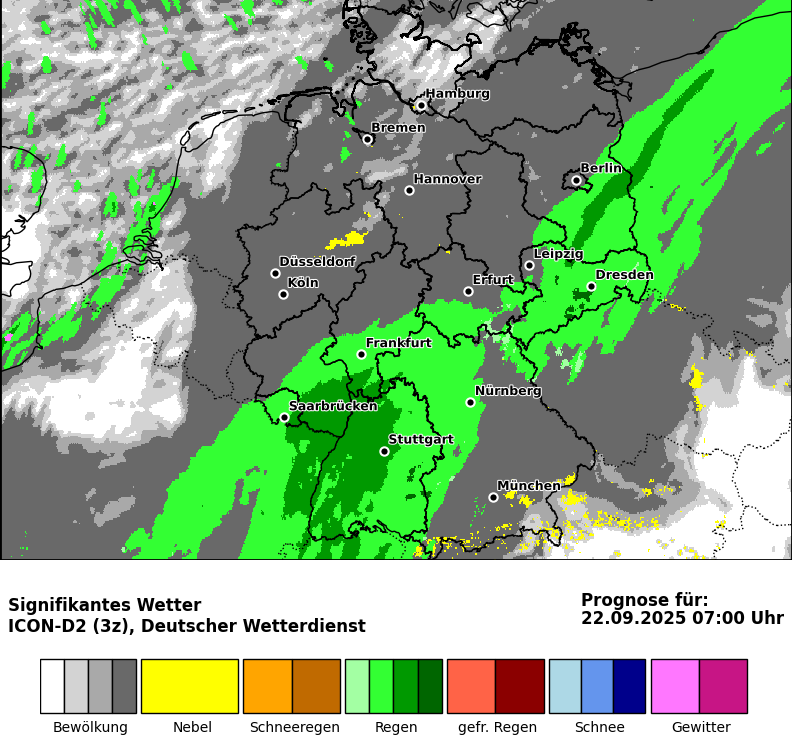 Hamburg
Bremen
Berlin
Hannover
Leipzig
Düsseldorf
Dresden
Köln
Erfurt
Frankfurt
Nürnberg
Saarbrücken
Stuttgart
München
Signifikantes Wetter
ICON-D2 (3z), Deutscher Wetterdienst
Prognose für:
22.09.2025 07:00 Uhr
Bewölkung
Nebel
Schneeregen
Regen
gefr. Regen
Schnee
Gewitter